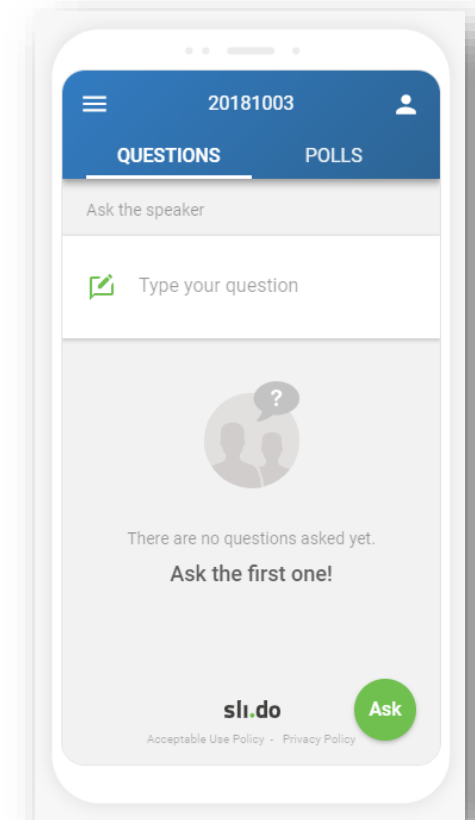 20181003
QUESTIONS POLLS
Ask the speaker
Type your question
?
There are no questions asked yet.
Ask the first one!
sli.do
Ask
Acceptable Use Policy - Privacy Policy